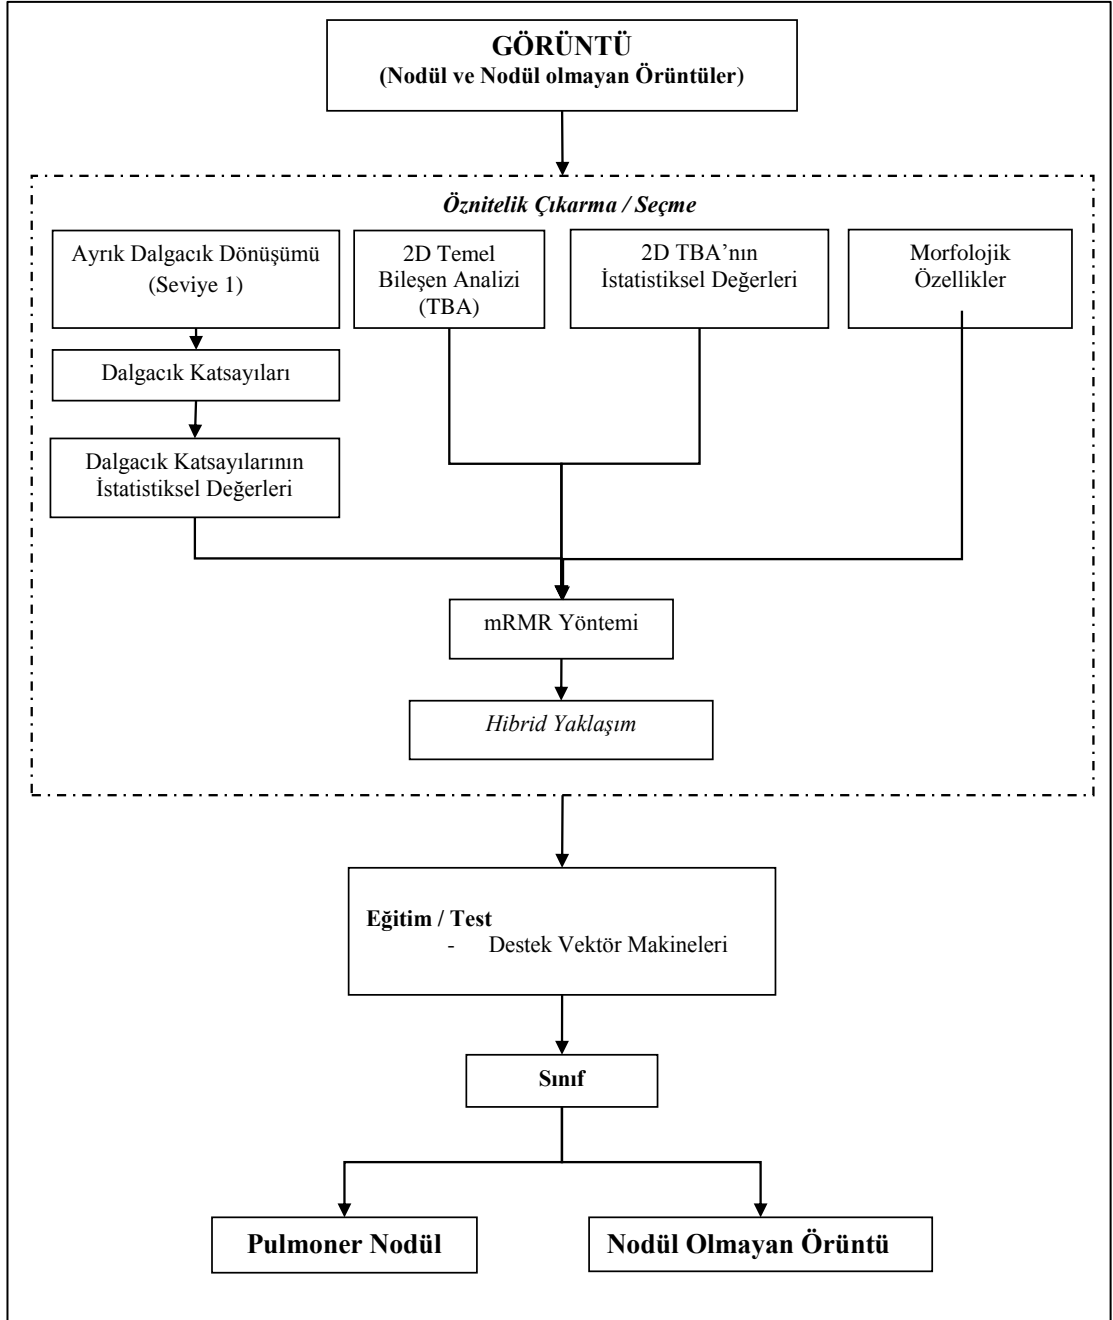 GÖRÜNTÜ
(Nodül ve Nodül olmayan Örüntüler)
Öznitelik Çıkarma / Seçme
Ayrık Dalgacık Dönüşümü
(Seviye 1)
2D Temel
Bileşen Analizi
(TBA)
2D TBA’nın
İstatistiksel Değerleri
Morfolojik
Özellikler
Dalgacık Katsayıları
Dalgacık Katsayılarının
İstatistiksel Değerleri
mRMR Yöntemi
Hibrid Yaklaşım
Eğitim / Test
- Destek Vektör Makineleri
Sınıf
Pulmoner Nodül
Nodül Olmayan Örüntü